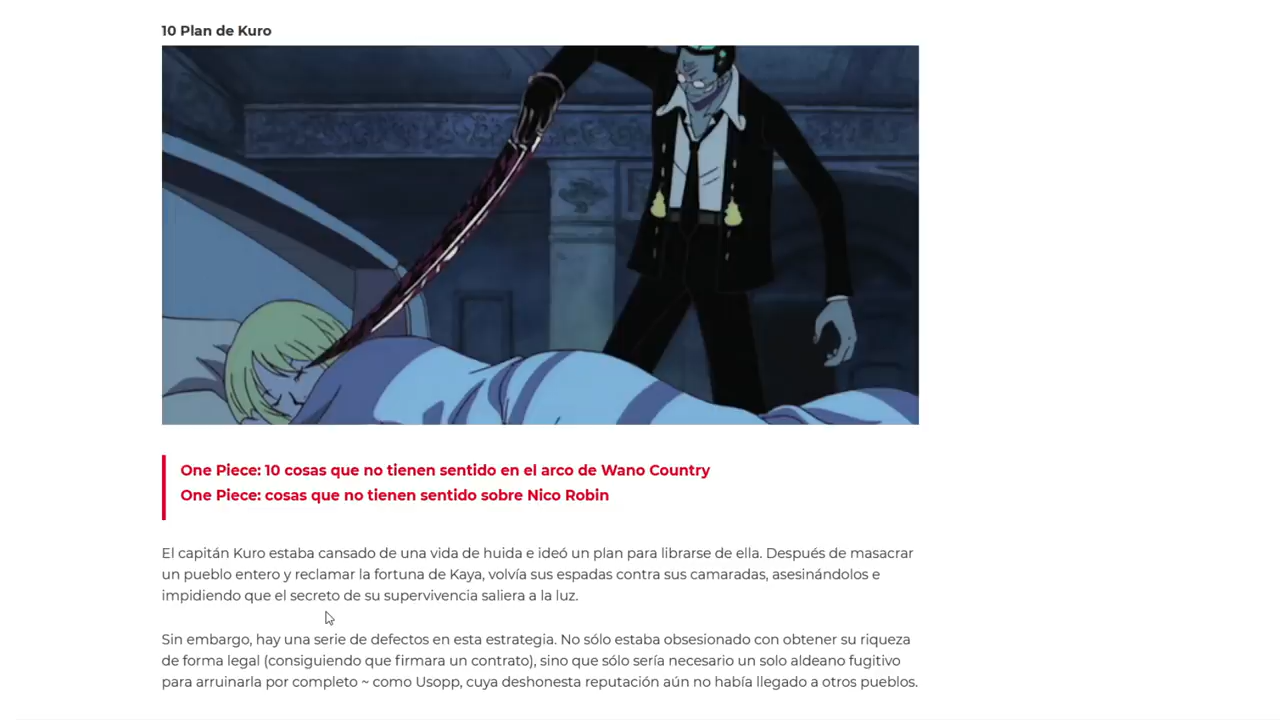 10 Plan de Kuro
One Piece: 10 cosas que no tienen sentido en el arco de Wano Country
One Piece: cosas que no tienen sentido sobre Nico Robin
El capitán Kuro estaba cansado de una vida de huida e ideó un plan para librarse de ella. Después de masacrar
un pueblo entero y reclamar la fortuna de Kaya, volvía sus espadas contra sus camaradas, asesinándolos e
impidiendo que el secreto de su supervivencia saliera a la luz.
Sin embargo, hay una serie de defectos en esta estrategia. No sólo estaba obsesionado con obtener su riqueza
de forma legal (consiguiendo que firmara un contrato), sino que sólo sería necesario un solo aldeano fugitivo
para arruinarla por completo ~ como Usopp, cuya deshonesta reputación aún no había llegado a otros pueblos.